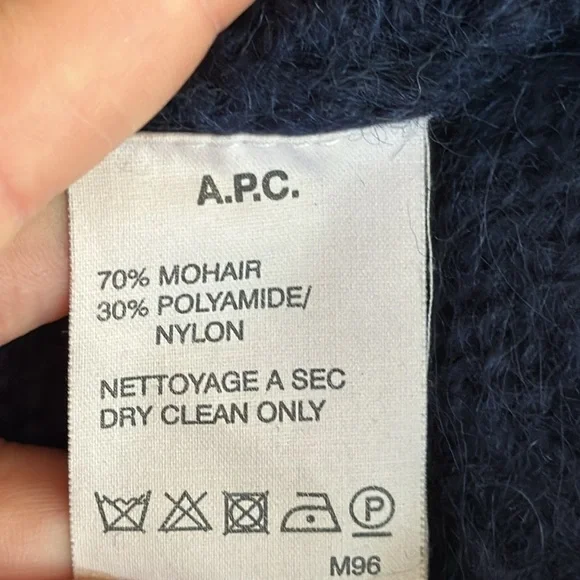 A.P.C.
70% MOHAIR
30% POLYAMIDE/
NYLON
NETTOYAGE A SEC
DRY CLEAN ONLY
P
M96